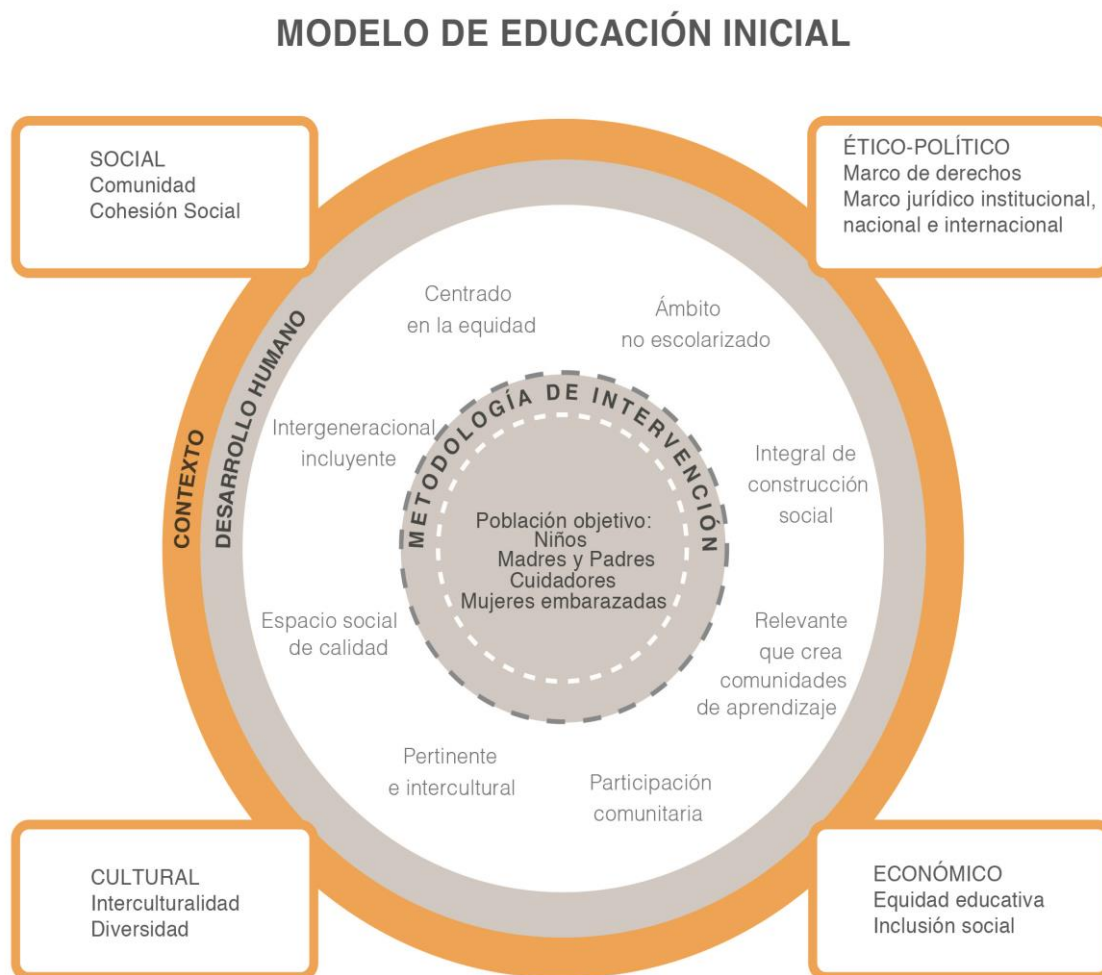 MODELO DE EDUCACIÓN INICIAL
SOCIAL
Comunidad
Cohesión Social
ÉTICO-POLÍTICO
Marco de derechos
Marco jurídico institucional,
nacional e internacional
CONTEXTO
DESARROLLO HUMANO
Centrado
en la equidad
Ámbito
no escolarizado
Intergeneracional
incluyente
METODOLOGÍA DE INTERVENCIÓN
Integral de
construcción
social
Población objetivo:
Niños
Madres y Padres
Cuidadores
Mujeres embarazadas
Espacio social
de calidad
Relevante
que crea
comunidades
de aprendizaje
Pertinente
e intercultural
Participación
comunitaria
CULTURAL
Interculturalidad
Diversidad
ECONÓMICO
Equidad educativa
Inclusión social